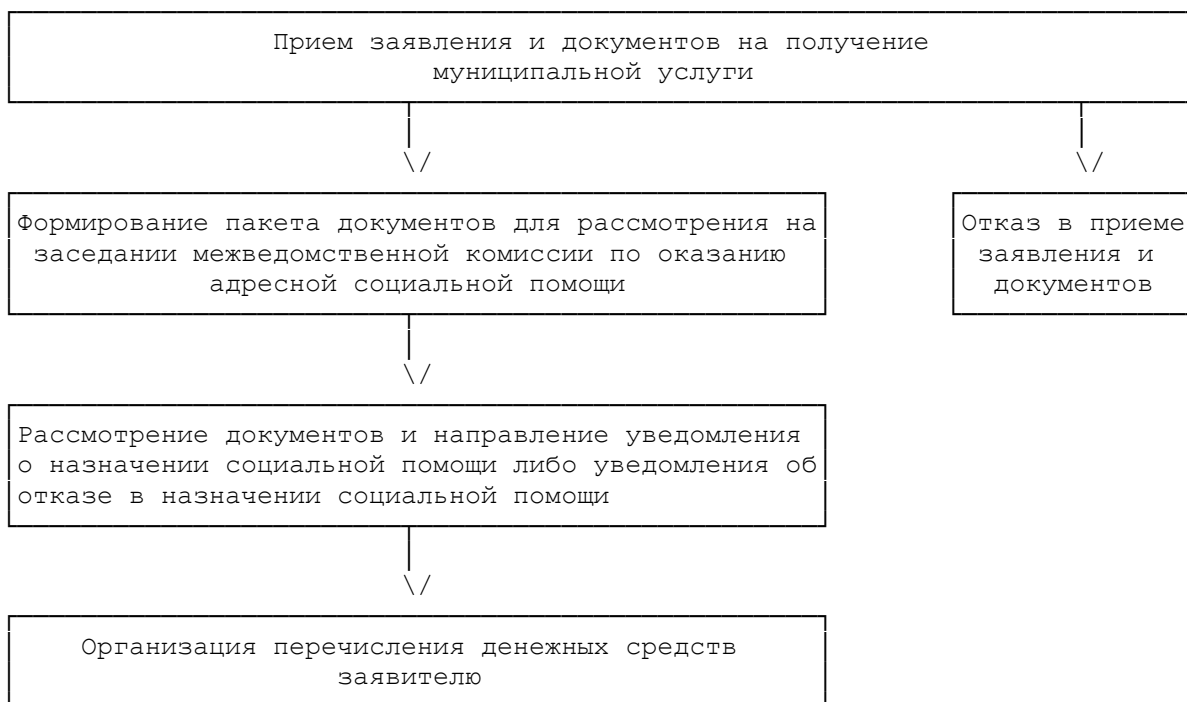 Прием заявления и документов на получение
муниципальной услуги
Формирование пакета документов для рассмотрения на
заседании межведомственной комиссии по оказанию
адресной социальной помощи
Отказ в приеме
заявления и
документов
Рассмотрение документов и направление уведомления
о назначении социальной помощи либо уведомления об
отказе в назначении социальной помощи
Организация перечисления денежных средств
заявителю